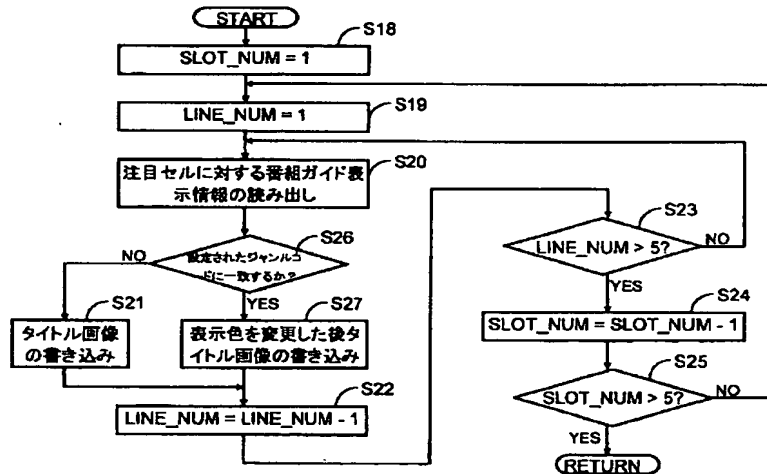 START
S18
SLOT_NUM = 1
S19
LINE_NUM = 1
S20
注目セルに対する番組ガイド表
示情報の読み出し
S26
設定されたジャンルコー
ドに一致するか？
NO
YES
S21
タイトル画像
の書き込み
S27
表示色を変更した後タ
イトル画像の書き込み
S22
LINE_NUM = LINE_NUM - 1
S23
LINE_NUM > 5?
NO
YES
S24
SLOT_NUM = SLOT_NUM - 1
S25
SLOT_NUM > 5?
NO
YES
RETURN